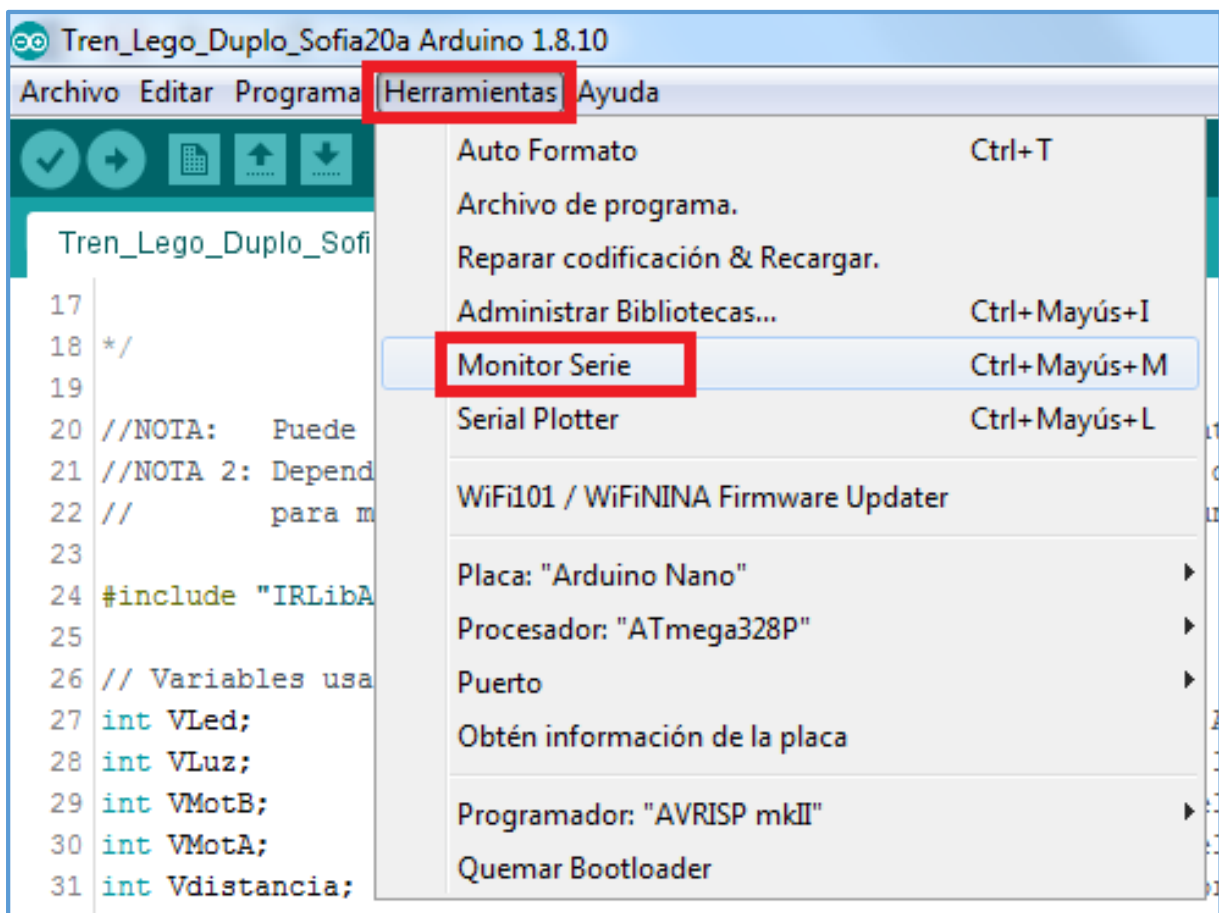 Tren_Lego_Duplo_Sofia20a Arduino 1.8.10
Archivo Editar Programa Herramientas Ayuda
Auto Formato Ctrl+T
Archivo de programa.
Reparar codificación & Recargar.
Administrar Bibliotecas... Ctrl+Mayús+I
Monitor Serie Ctrl+Mayús+M
Serial Plotter Ctrl+Mayús+L
WiFi101 / WiFiNINA Firmware Updater
Placa: "Arduino Nano"
Procesador: "ATmega328P"
Puerto
Obtén información de la placa
Programador: "AVRISP mkII"
Quemar Bootloader
Tren_Lego_Duplo_Sofi
17
18 */
19
20 //NOTA: Puede
21 //NOTA 2: Depend
22 // para m
23
24 #include "IRLibA
25
26 // Variables usa
27 int VLed;
28 int VLuz;
29 int VMotB;
30 int VMotA;
31 int Vdistancia;